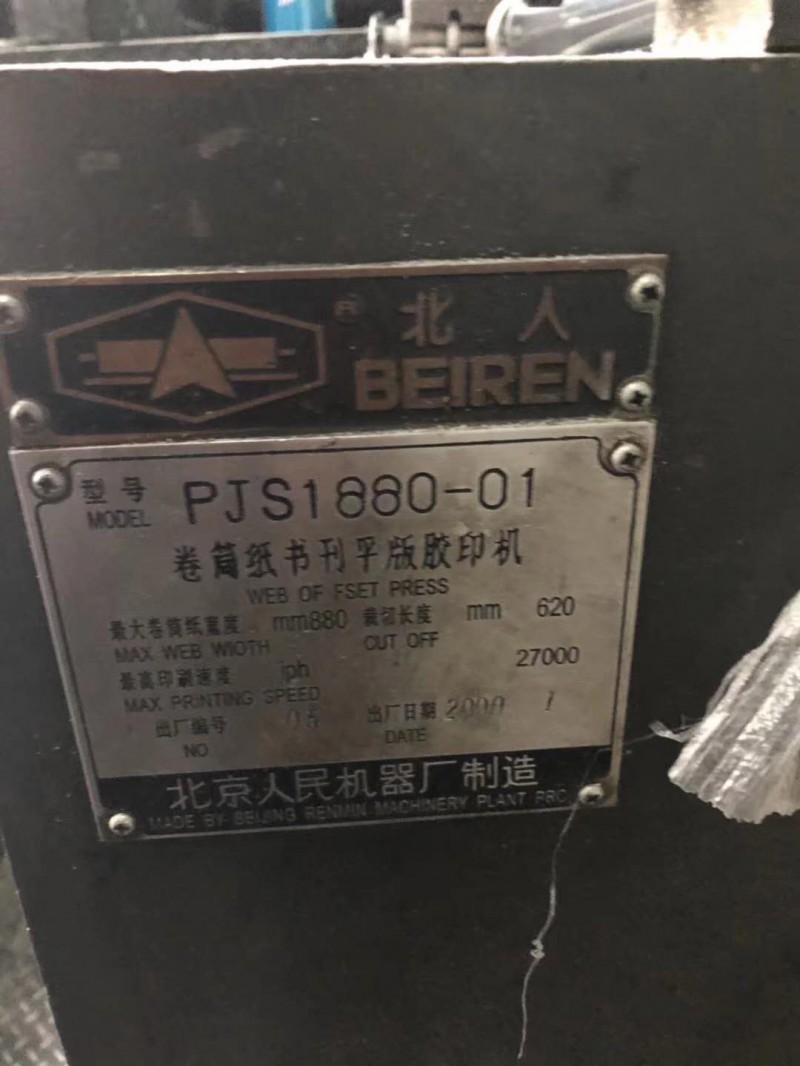 北人
BEIREN
型号 PJS1880-01
MODEL
卷筒纸书刊平版胶印机
WEB OF FSET PRESS
最大卷筒纸宽度 mm880 裁切长度 mm 620
MAX WEB WIOTH CUT OFF
最高印刷速度 iph 27000
MAX PRINTING SPEED
出厂编号 出厂日期 2000 1
NO DATE
北京人民机器厂制造
MADE BY BEIJING RENMIN MACHINERY PLANT PRC